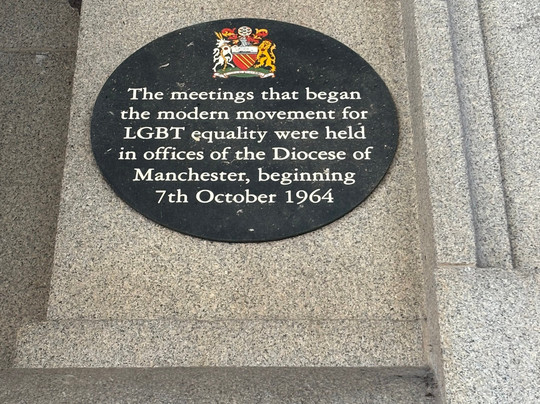 The meetings that began
the modern movement for
LGBT equality were held
in offices of the Diocese of
Manchester, beginning
7th October 1964